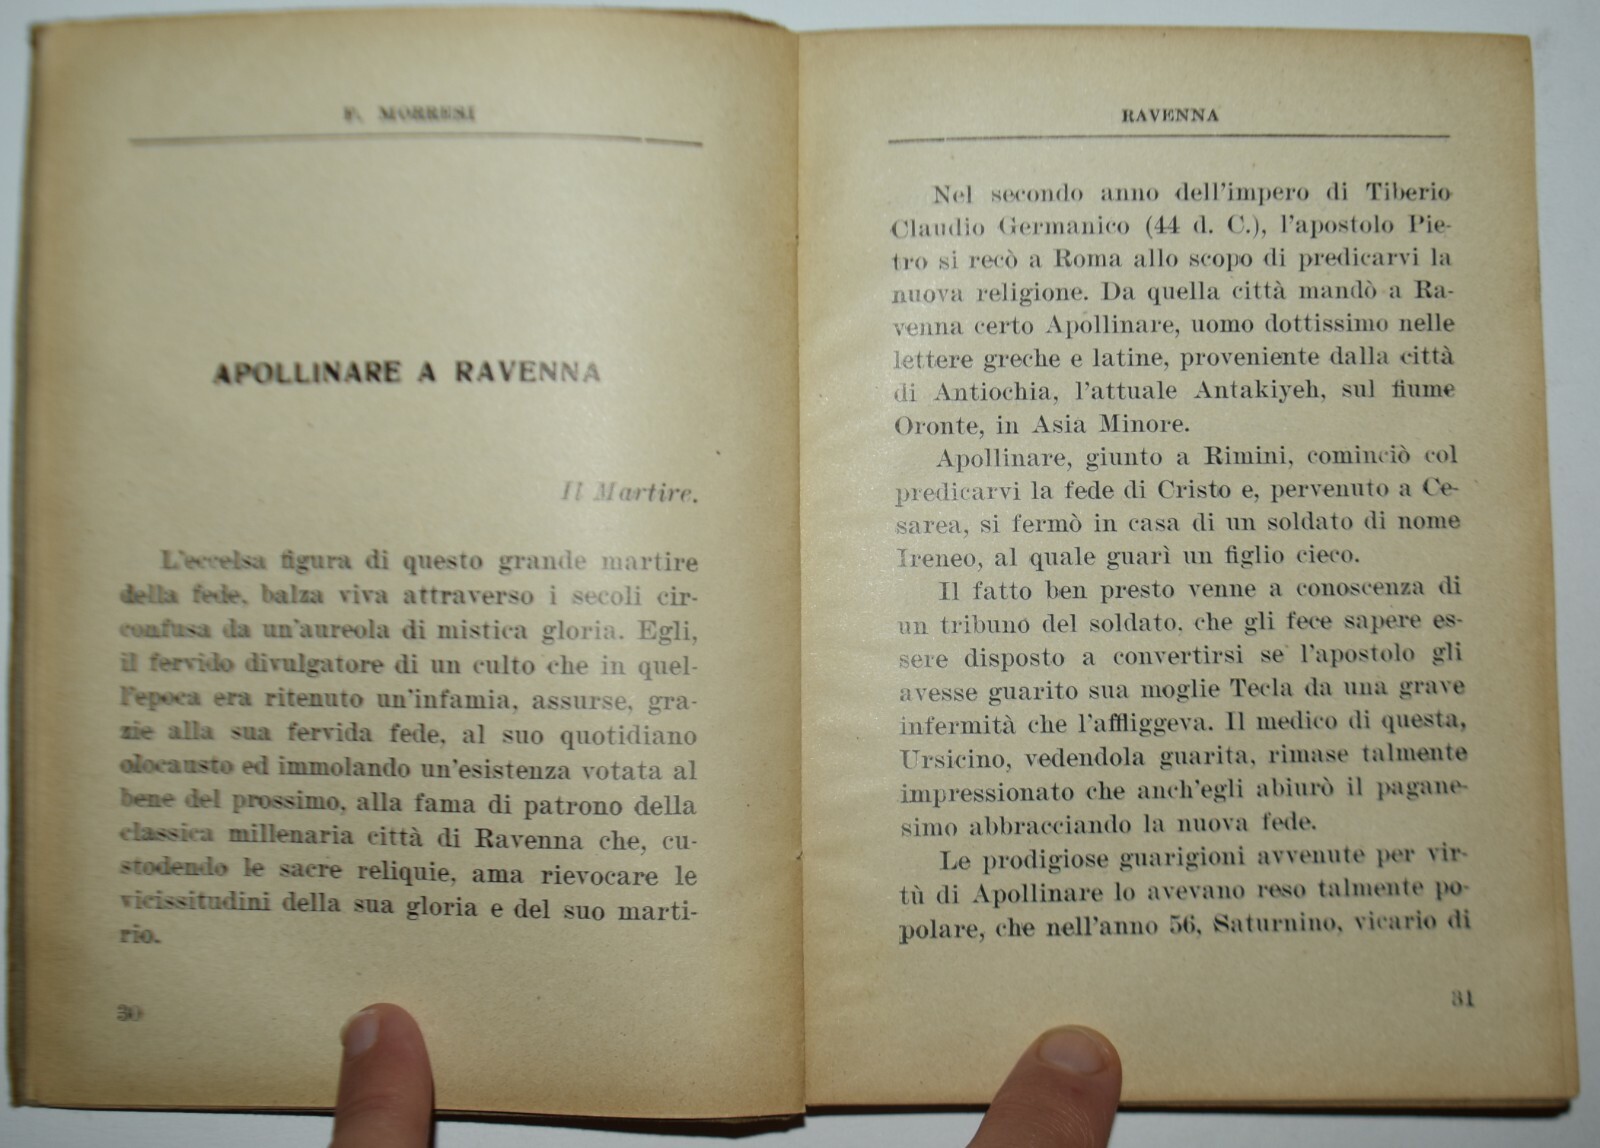 F. MORRESI
APOLLINARE A RAVENNA
Il Martire.
L'eccelsa figura di questo grande martire
della fede, balza viva attraverso i secoli cir-
confusa da un'aureola di mistica gloria. Egli,
il fervido divulgatore di un culto che in quel-
l'epoca era ritenuto un'infamia, assurse, gra-
zie alla sua fervida fede, al suo quotidiano
olocausto ed immolando un'esistenza votata al
bene del prossimo, alla fama di patrono della
classica millenaria città di Ravenna che, cu-
stodendo le sacre reliquie, ama rievocare le
vicissitudini della sua gloria e del suo marti-
rio.
30
RAVENNA
Nel secondo anno dell'impero di Tiberio
Claudio Germanico (44 d. C.), l'apostolo Pie-
tro si recò a Roma allo scopo di predicarvi la
nuova religione. Da quella città mandò a Ra-
venna certo Apollinare, uomo dottissimo nelle
lettere greche e latine, proveniente dalla città
di Antiochia, l'attuale Antakiyeh, sul fiume
Oronte, in Asia Minore.
Apollinare, giunto a Rimini, cominciò col
predicarvi la fede di Cristo e, pervenuto a Ce-
sarea, si fermò in casa di un soldato di nome
Ireneo, al quale guarì un figlio cieco.
Il fatto ben presto venne a conoscenza di
un tribuno del soldato, che gli fece sapere es-
sere disposto a convertirsi se l'apostolo gli
avesse guarito sua moglie Tecla da una grave
infermità che l'affliggeva. Il medico di questa,
Ursicino, vedendola guarita, rimase talmente
impressionato che anch'egli abiurò il pagane-
simo abbracciando la nuova fede.
Le prodigiose guarigioni avvenute per vir-
tù di Apollinare lo avevano reso talmente po-
polare, che nell'anno 56, Saturnino, vicario di
31